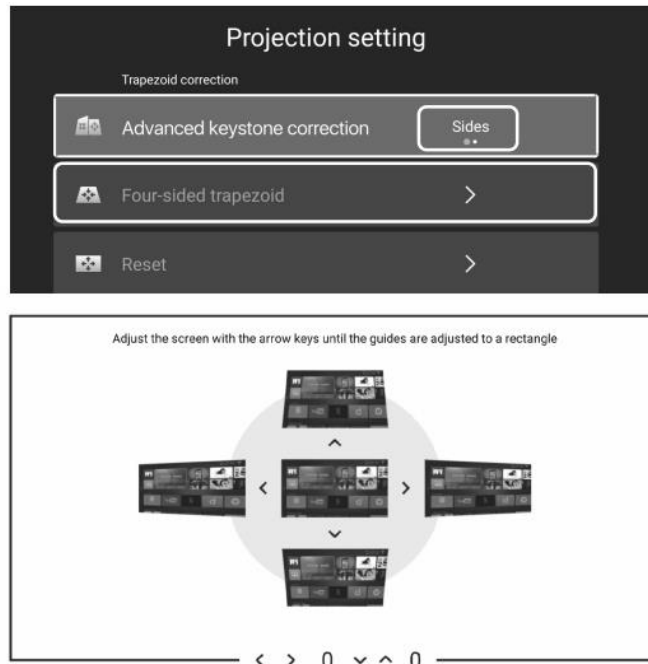 Projection setting
Trapezoid correction
Advanced keystone correction
Sides
Four-sided trapezoid
Reset
Adjust the screen with the arrow keys until the guides are adjusted to a rectangle
< > 0 ⌄ ⌃ 0